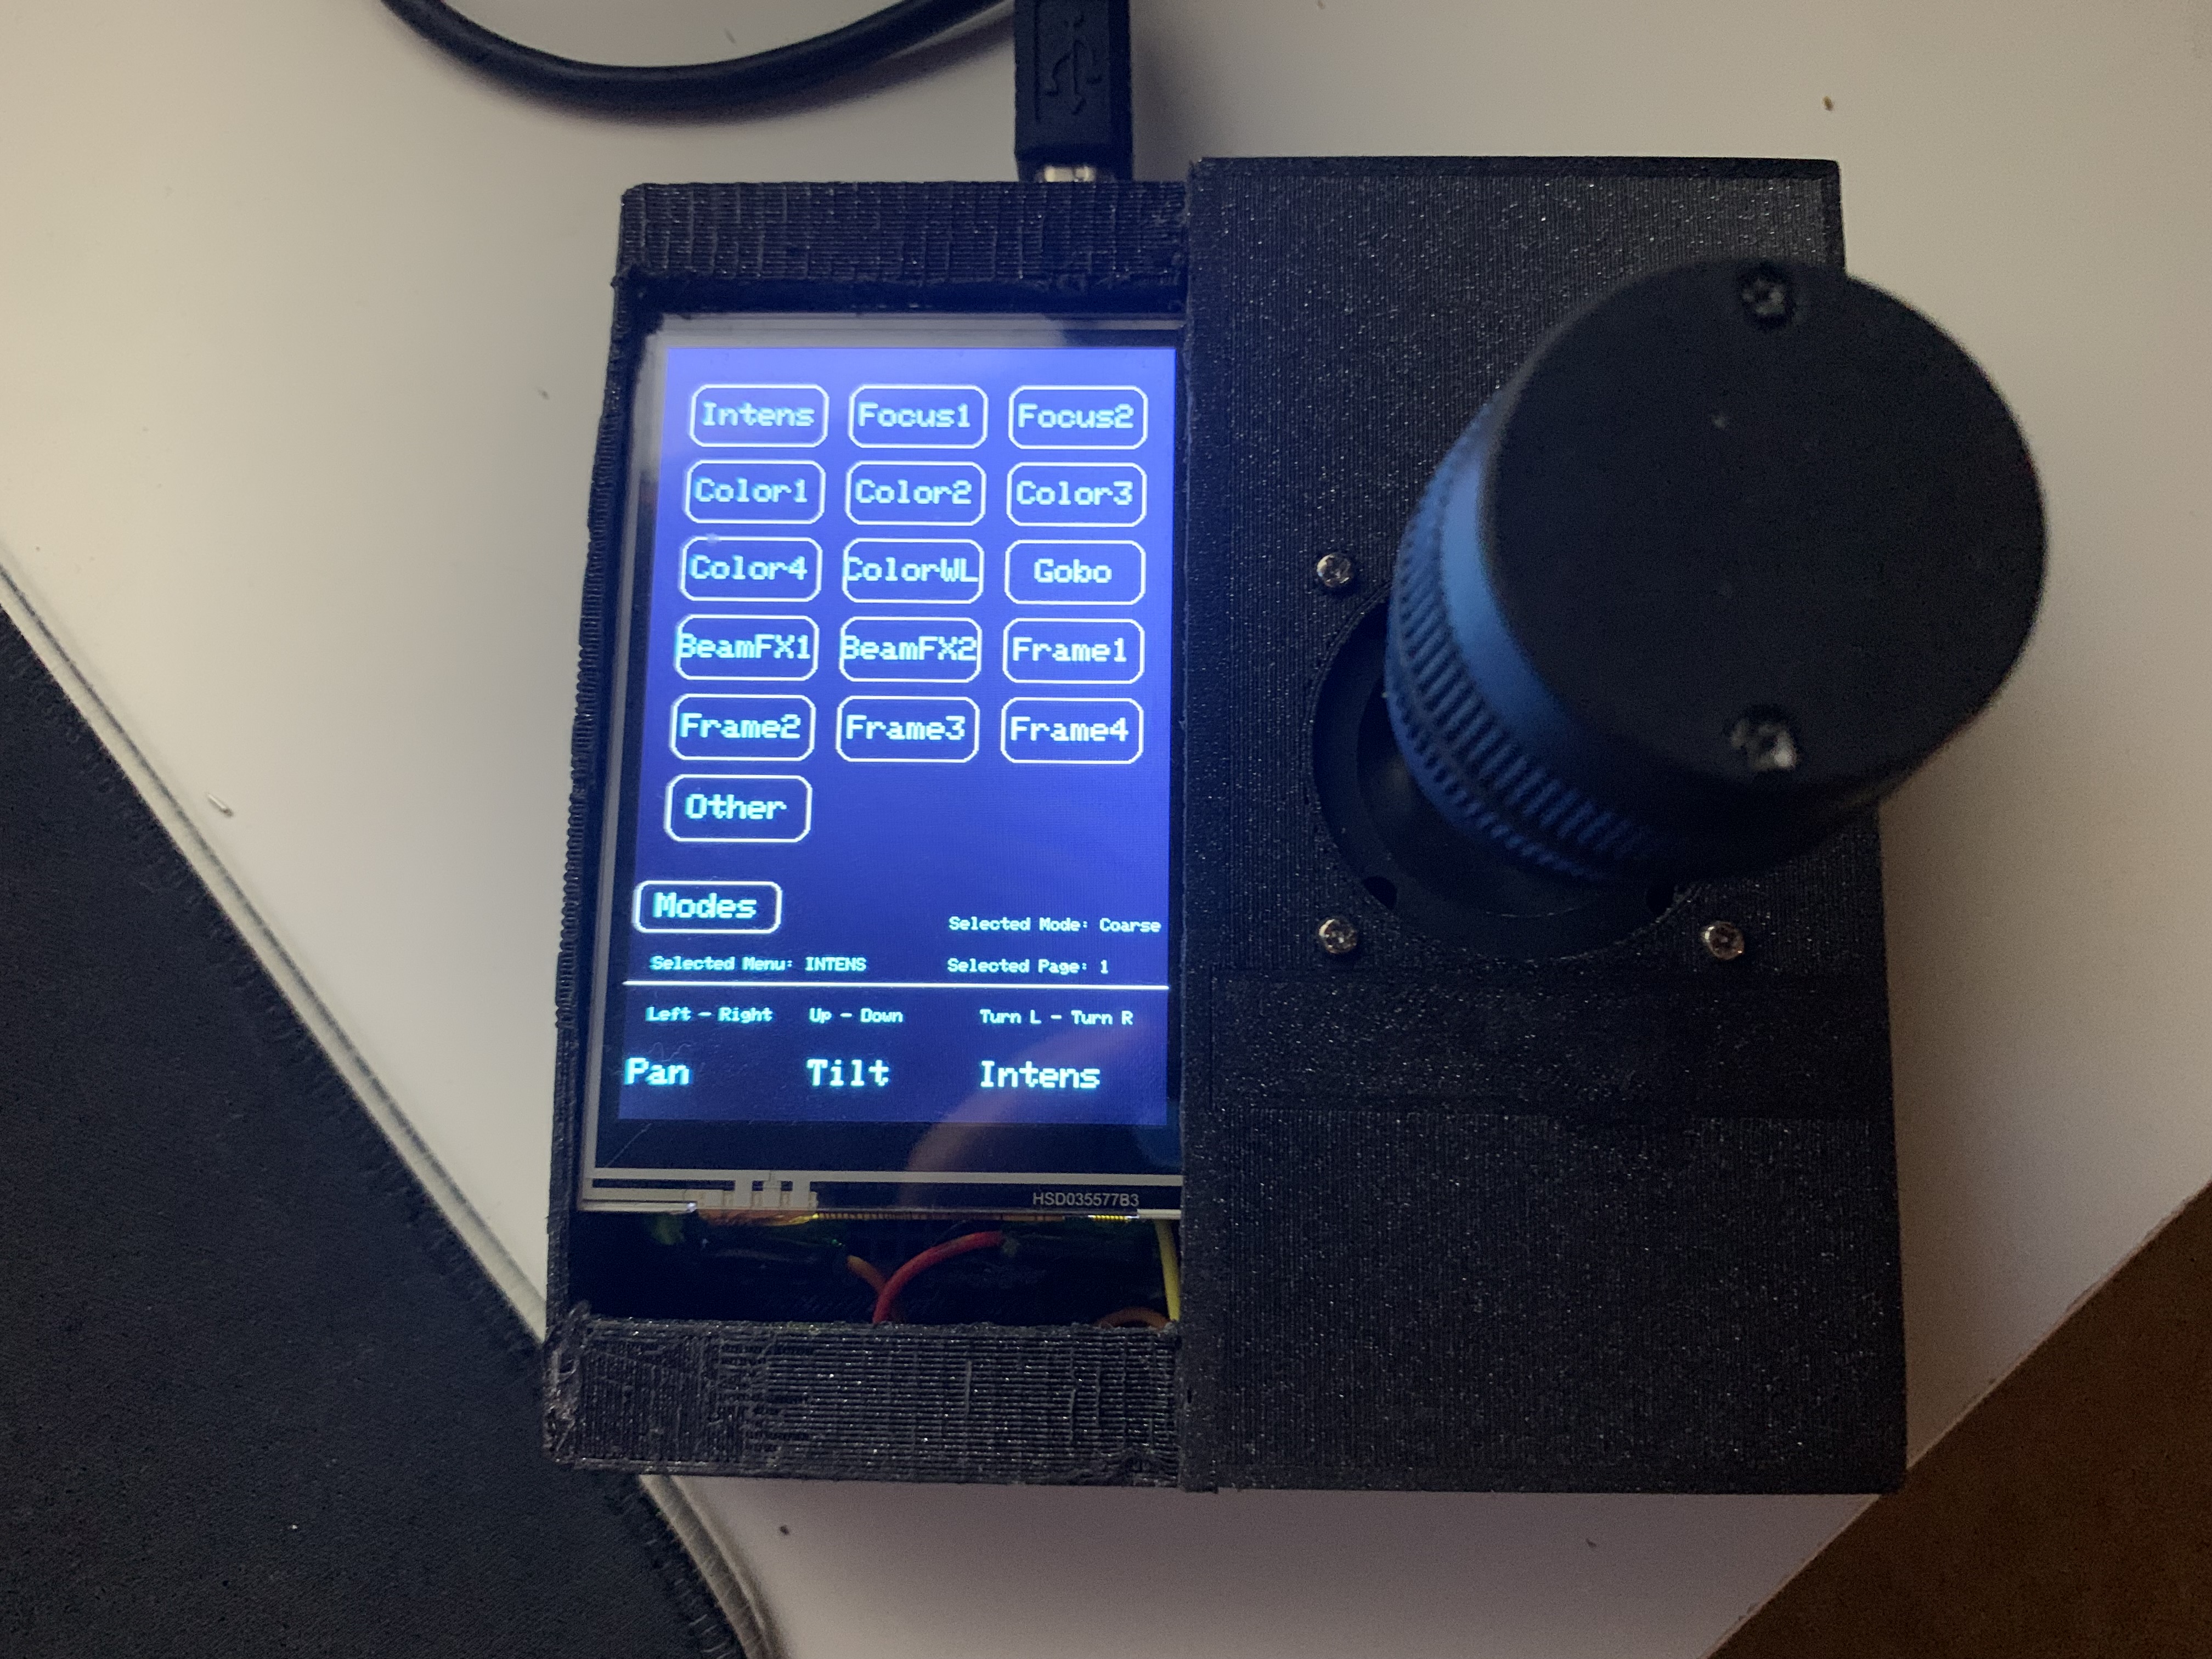 Intens Focus1 Focus2
Color1 Color2 Color3
Color4 ColorWL Gobo
BeamFX1 BeamFX2 Frame1
Frame2 Frame3 Frame4
Other
Modes Selected Mode: Coarse
Selected Menu: INTENS Selected Page: 1
Left - Right Up - Down Turn L - Turn R
Pan Tilt Intens
HSD03577B3